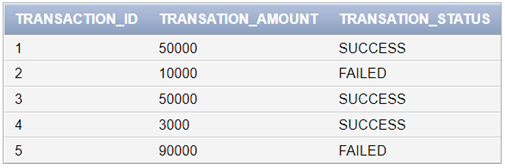 TRANSACTION_ID TRANSATION_AMOUNT TRANSATION_STATUS
1 50000 SUCCESS
2 10000 FAILED
3 50000 SUCCESS
4 3000 SUCCESS
5 90000 FAILED